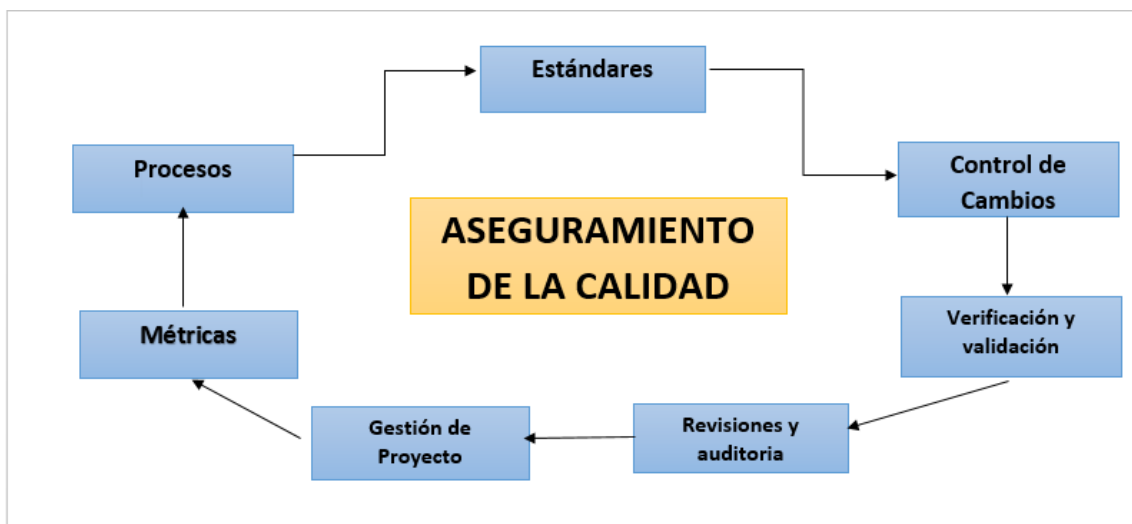 Estándares
Procesos
Control de
Cambios
ASEGURAMIENTO
DE LA CALIDAD
Métricas
Verificación y
validación
Gestión de
Proyecto
Revisiones y
auditoria